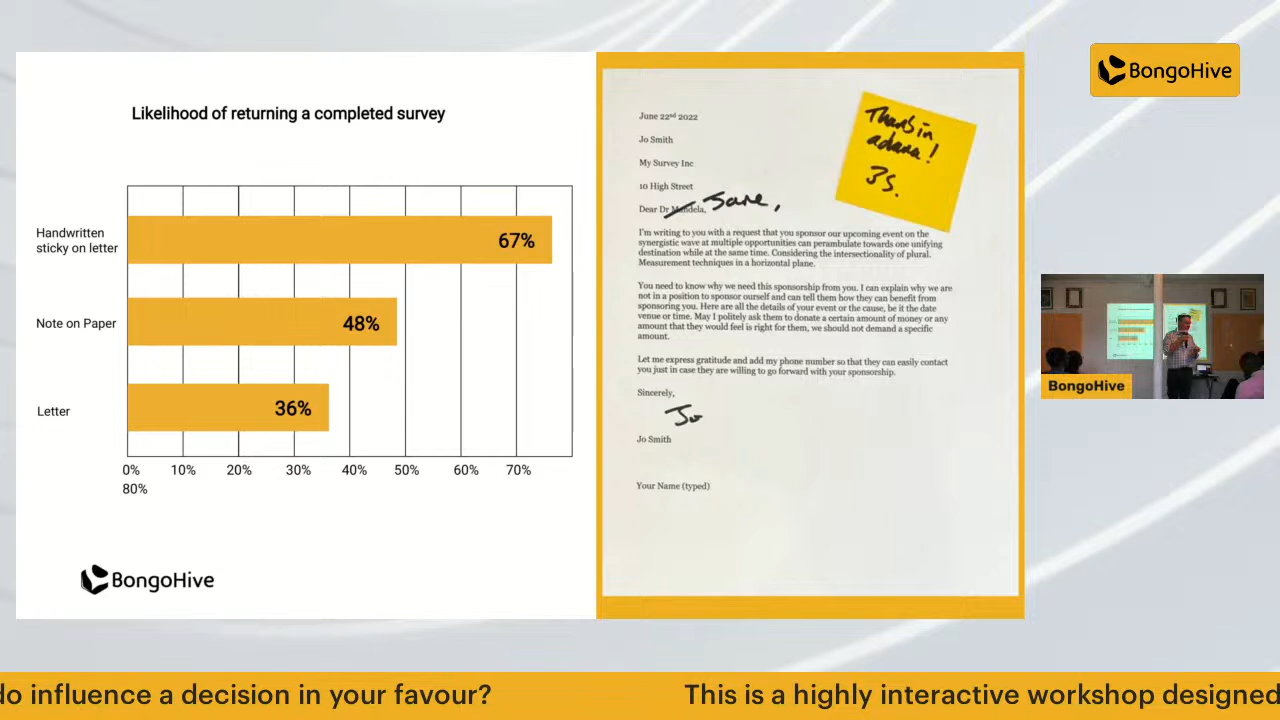 Likelihood of returning a completed survey
Handwritten
sticky on letter
67%
Note on Paper
48%
Letter
36%
0% 10% 20% 30% 40% 50% 60% 70%
80%
BongoHive
June 22nd 2022
Jo Smith
My Survey Inc
10 High Street
Dear Dr Mandela,
Thanks in
!
JS.
I'm writing to you with a request that you sponsor our upcoming event on the
synergistic wave at multiple opportunities can perambulate towards one unifying
destination while at the same time. Considering the intersectionality of plural.
Measurement techniques in a horizontal plane.
You need to know why we need this sponsorship from you. I can explain why we are
not in a position to sponsor ourself and can tell them how they can benefit from
sponsoring you. Here are all the details of your event or the cause, be it the date
venue or time. May I politely ask them to donate a certain amount of money or any
amount that they would feel is right for them, we should not demand a specific
amount.
Let me express gratitude and add my phone number so that they can easily contact
you just in case they are willing to go forward with your sponsorship.
Sincerely,
Jo
Jo Smith
Your Name (typed)
BongoHive
BongoHive
do influence a decision in your favour? This is a highly interactive workshop designed